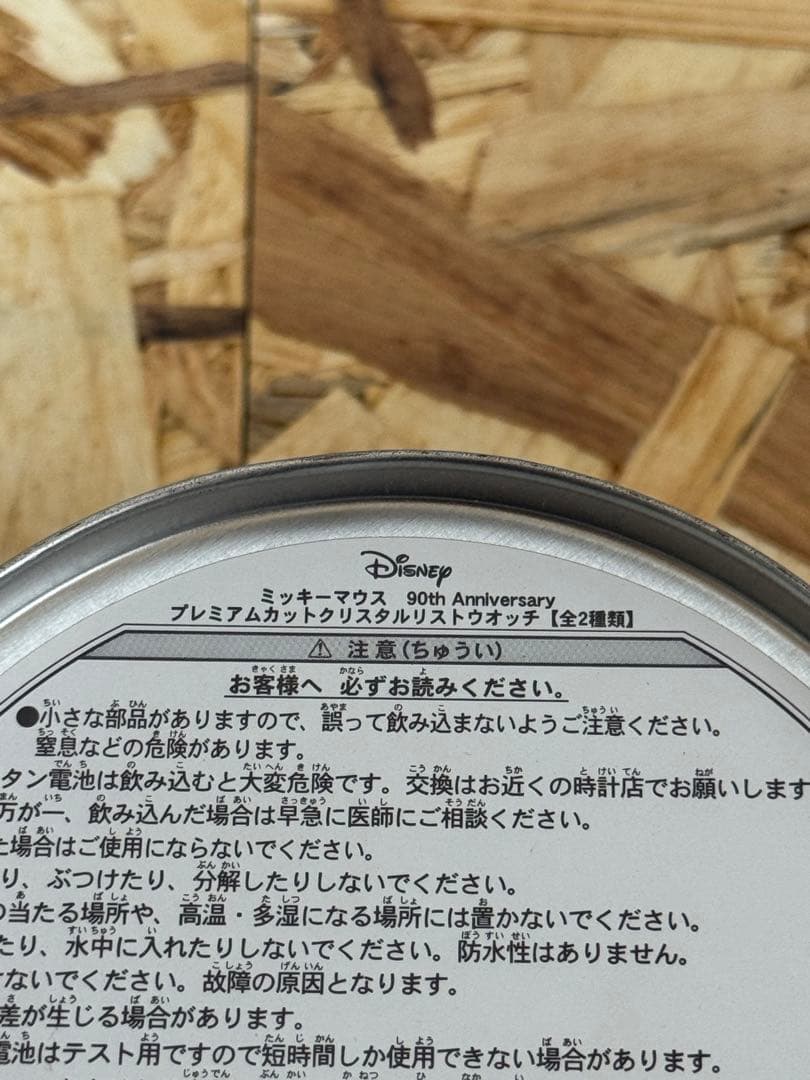 Disney
ミッキーマウス 90th Anniversary
プレミアムカットクリスタルリストウオッチ【全2種類】
⚠ 注意(ちゅうい)
お客様へ 必ずお読みください。
●小さな部品がありますので、誤って飲み込まないようご注意ください。
窒息などの危険があります。
タン電池は飲み込むと大変危険です。交換はお近くの時計店でお願いします
万が一、飲み込んだ場合は早急に医師にご相談ください。
た場合はご使用にならないでください。
り、ぶつけたり、分解したりしないでください。
の当たる場所や、高温・多湿になる場所には置かないでください。
たり、水中に入れたりしないでください。防水性はありません。
ないでください。故障の原因となります。
差が生じる場合があります。
電池はテスト用ですので短時間しか使用できない場合があります。